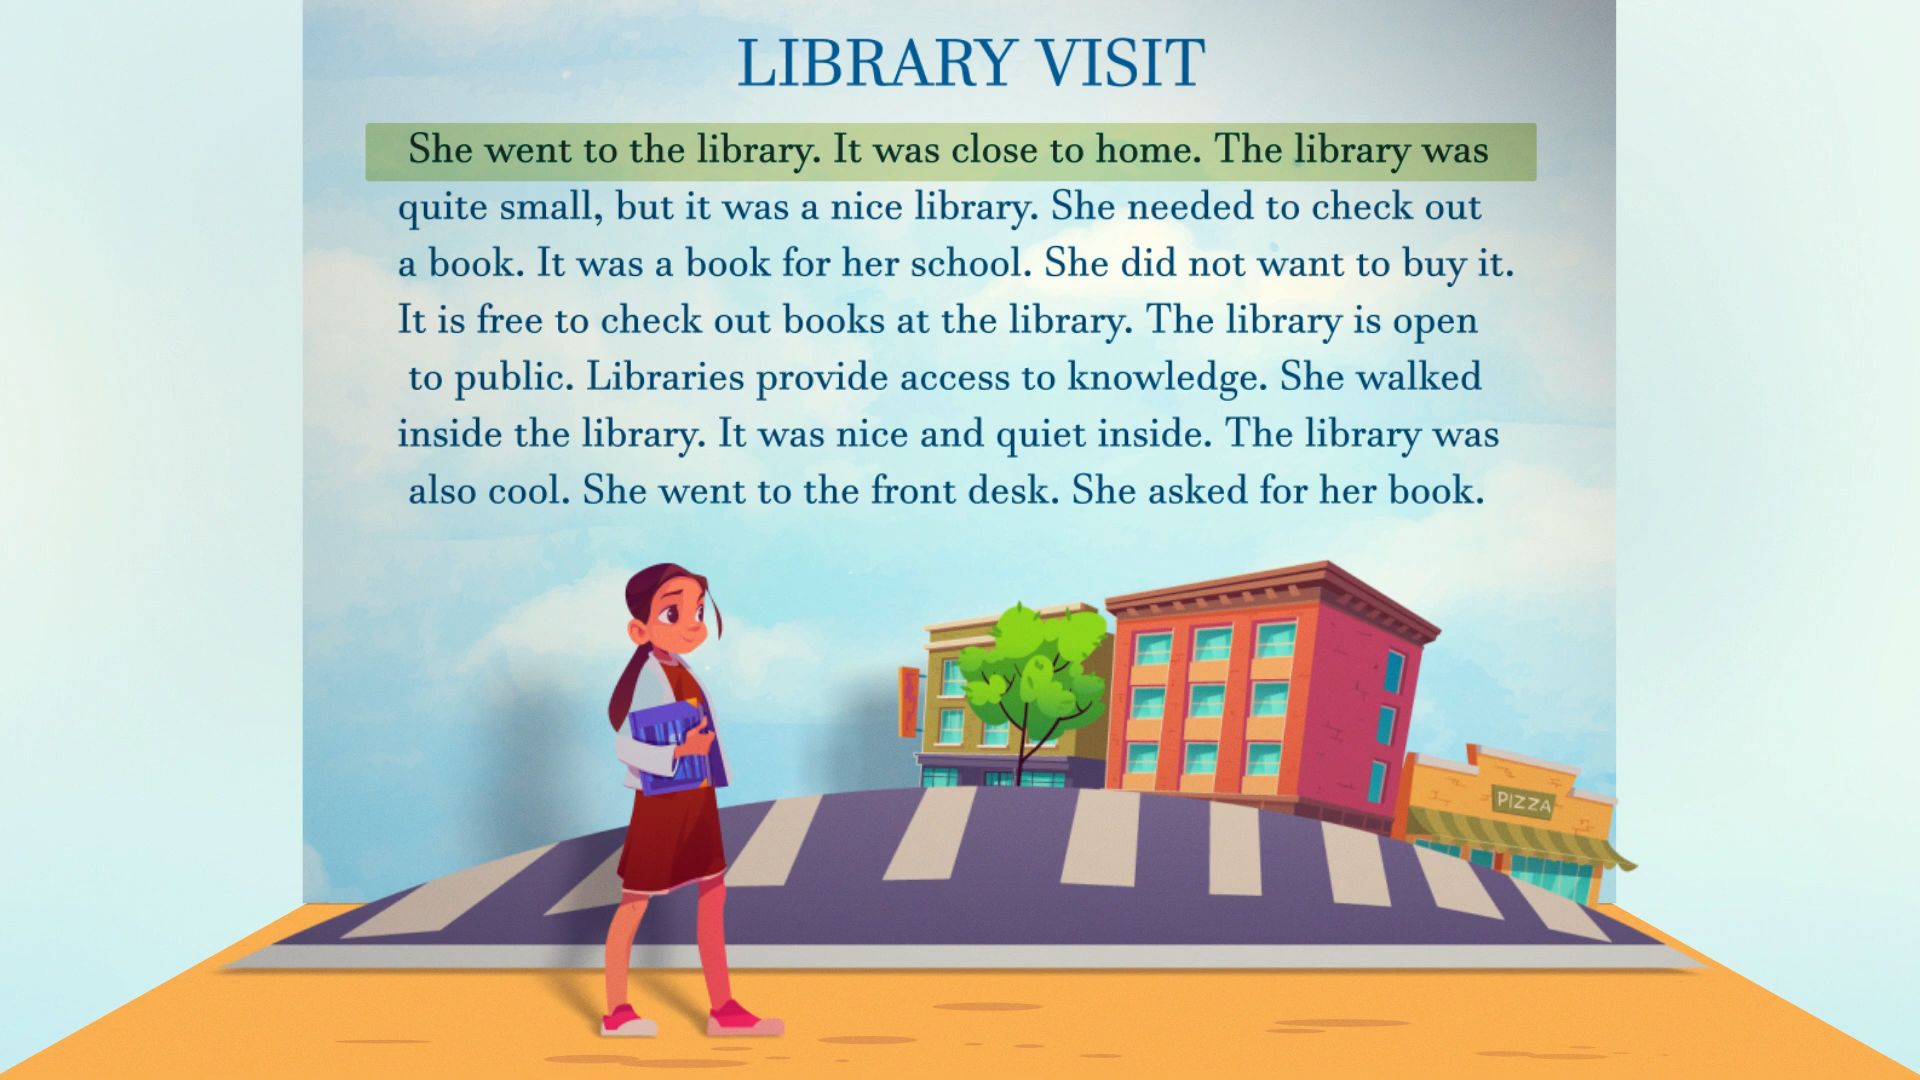 LIBRARY VISIT
She went to the library. It was close to home. The library was
quite small, but it was a nice library. She needed to check out
a book. It was a book for her school. She did not want to buy it.
It is free to check out books at the library. The library is open
to public. Libraries provide access to knowledge. She walked
inside the library. It was nice and quiet inside. The library was
also cool. She went to the front desk. She asked for her book.
PIZZA